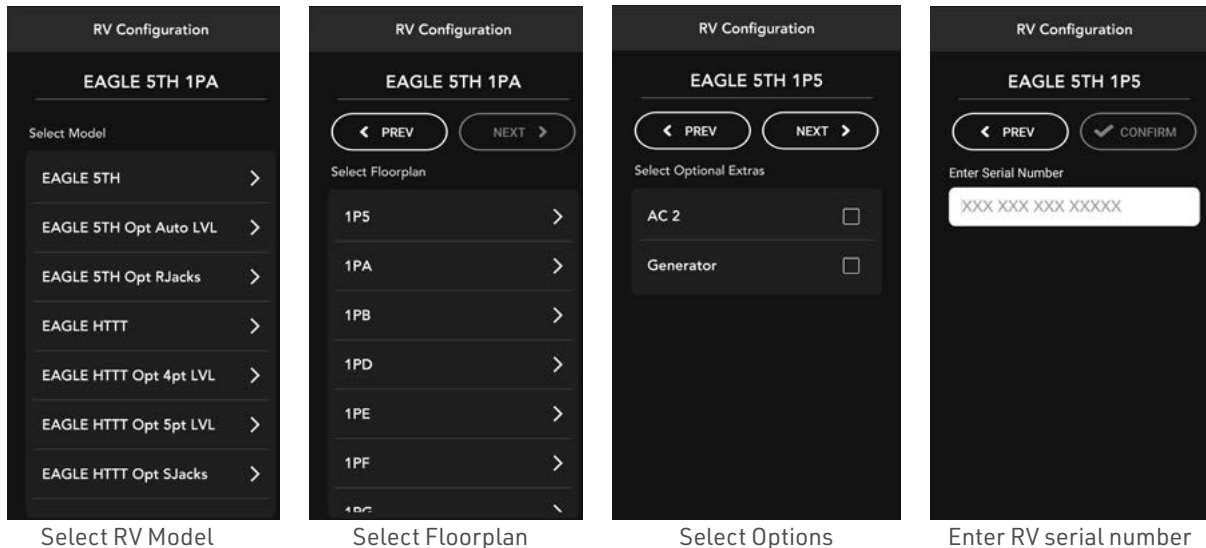 RV Configuration
EAGLE 5TH 1PA
Select Model
EAGLE 5TH
EAGLE 5TH Opt Auto LVL
EAGLE 5TH Opt RJacks
EAGLE HTTT
EAGLE HTTT Opt 4pt LVL
EAGLE HTTT Opt 5pt LVL
EAGLE HTTT Opt SJacks
Select RV Model
RV Configuration
EAGLE 5TH 1PA
PREV NEXT
Select Floorplan
1P5
1PA
1PB
1PD
1PE
1PF
1PG
Select Floorplan
RV Configuration
EAGLE 5TH 1P5
PREV NEXT
Select Optional Extras
AC 2
Generator
Select Options
RV Configuration
EAGLE 5TH 1P5
PREV CONFIRM
Enter Serial Number
XXX XXX XXX XXXXX
Enter RV serial number